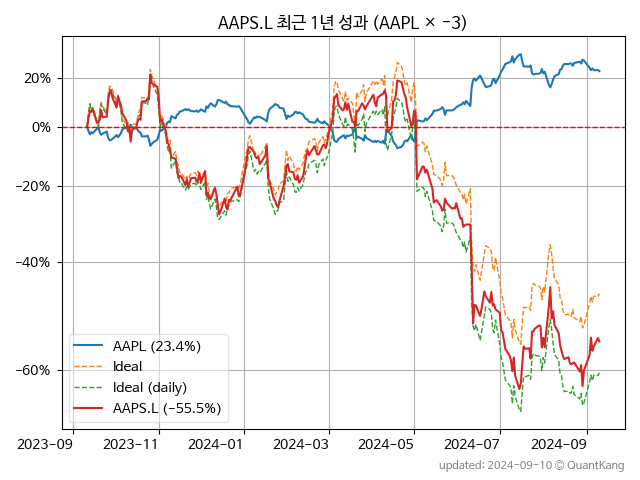 AAPS.L 최근 1년 성과 (AAPL × −3)
20%
0%
−20%
−40%
−60%
AAPL (23.4%)
Ideal
Ideal (daily)
AAPS.L (−55.5%)
2023−09
2023−11
2024−01
2024−03
2024−05
2024−07
2024−09
updated: 2024−09−10 © QuantKang